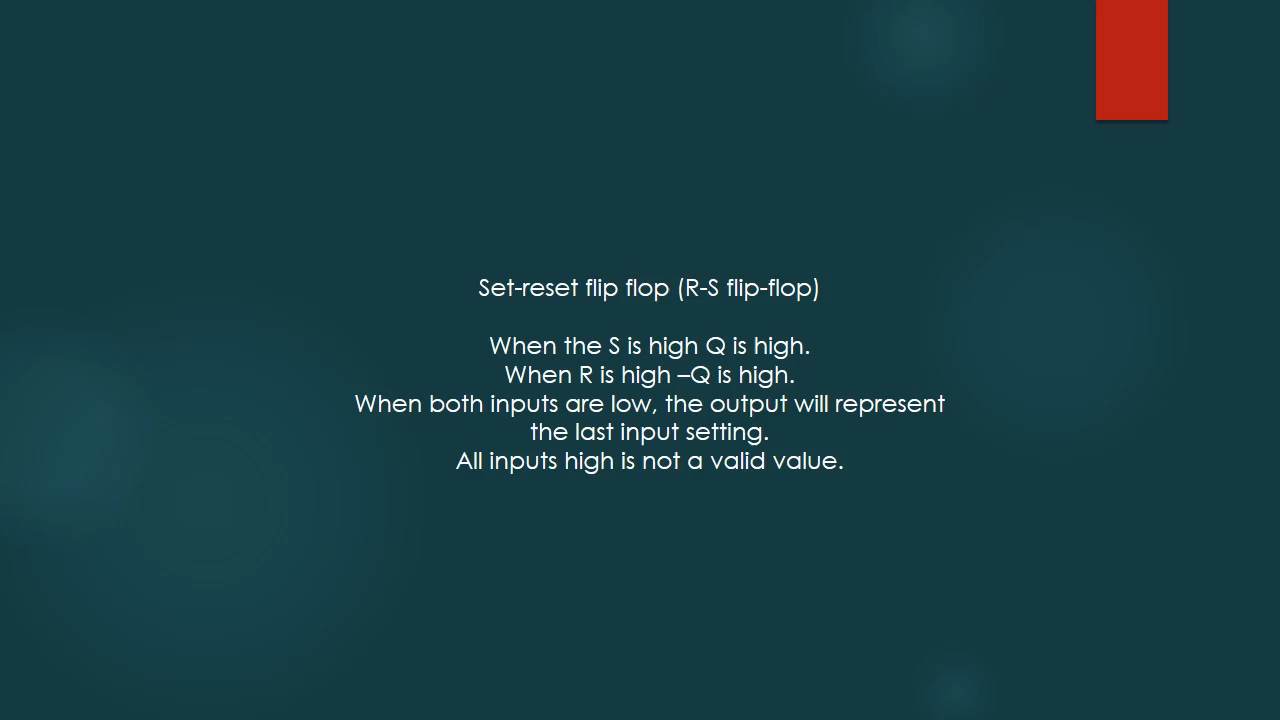 Set-reset flip flop (R-S flip-flop)
When the S is high Q is high.
When R is high –Q is high.
When both inputs are low, the output will represent
the last input setting.
All inputs high is not a valid value.